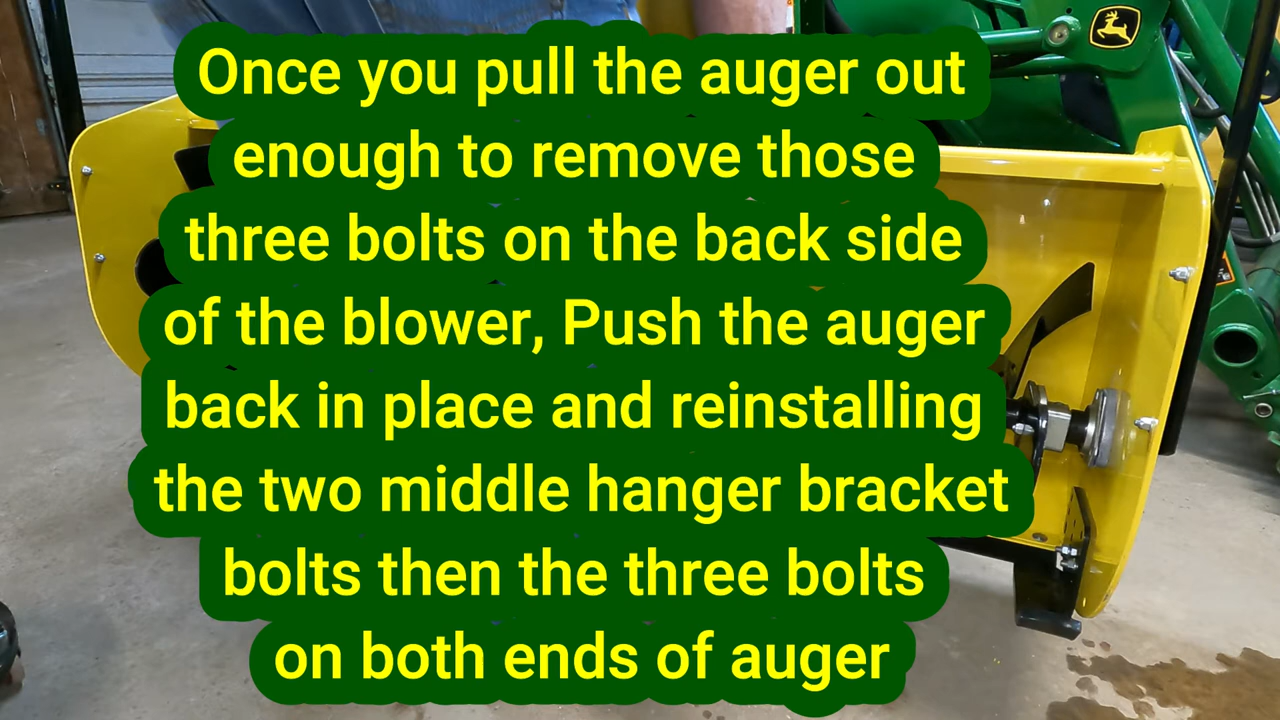 Once you pull the auger out
enough to remove those
three bolts on the back side
of the blower, Push the auger
back in place and reinstalling
the two middle hanger bracket
bolts then the three bolts
on both ends of auger